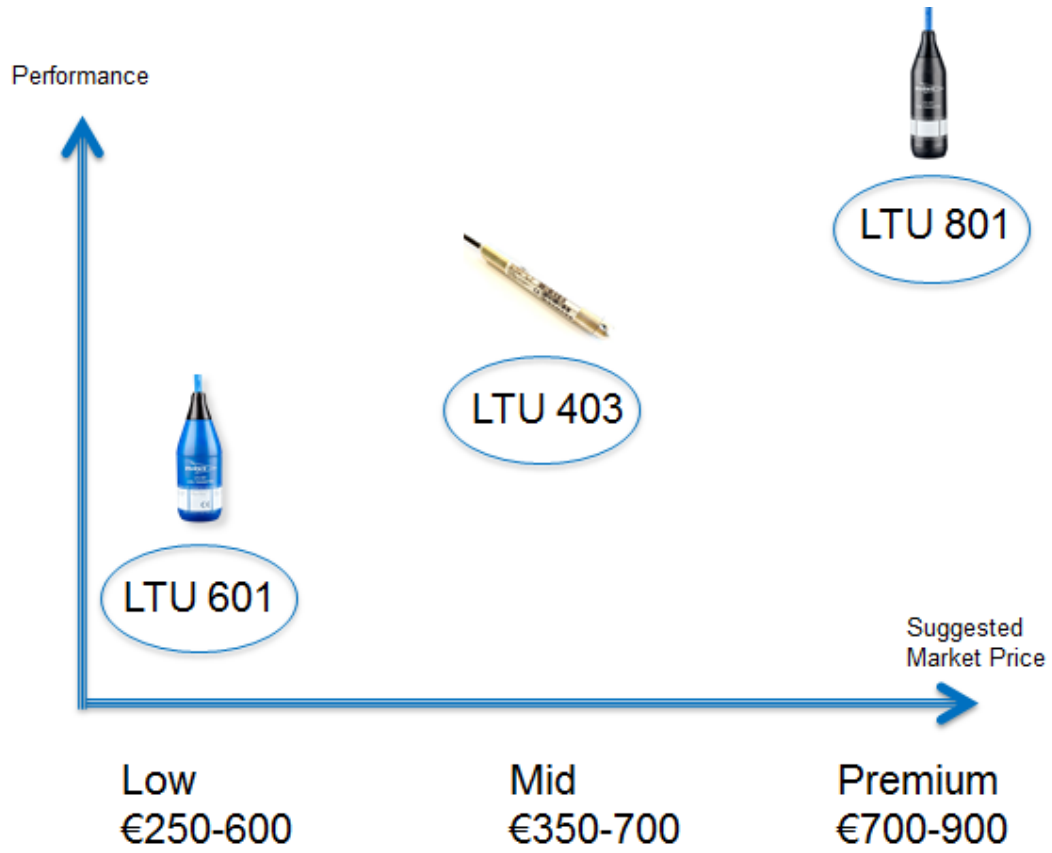 Performance
LTU 801
LTU 403
LTU 601
Suggested
Market Price
Low
€250-600
Mid
€350-700
Premium
€700-900